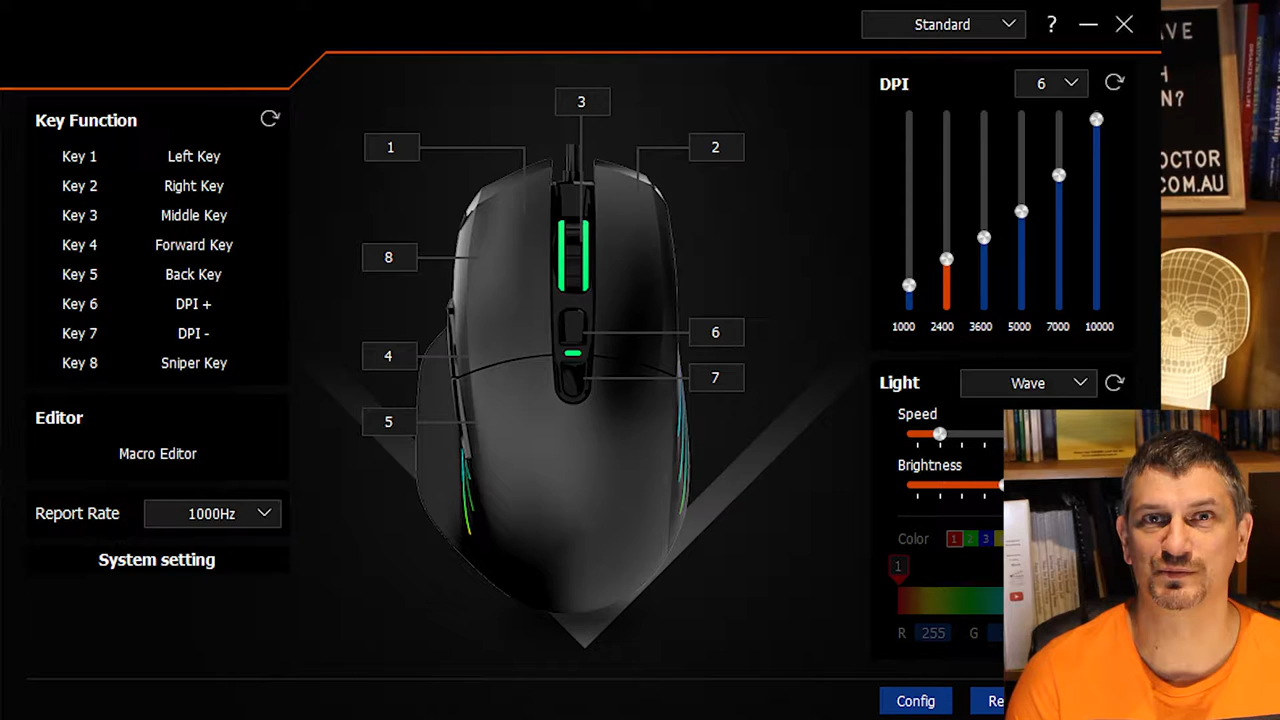 Standard
?
Key Function
Key 1 Left Key
Key 2 Right Key
Key 3 Middle Key
Key 4 Forward Key
Key 5 Back Key
Key 6 DPI +
Key 7 DPI -
Key 8 Sniper Key
Editor
Macro Editor
Report Rate 1000Hz
System setting
3
1
2
8
6
4
7
5
DPI 6
1000 2400 3600 5000 7000 10000
Light Wave
Speed
Brightness
Color 1 2 3
1
R 255 G
Config Re
AVE
H
N?
OCTOR
COM.AU